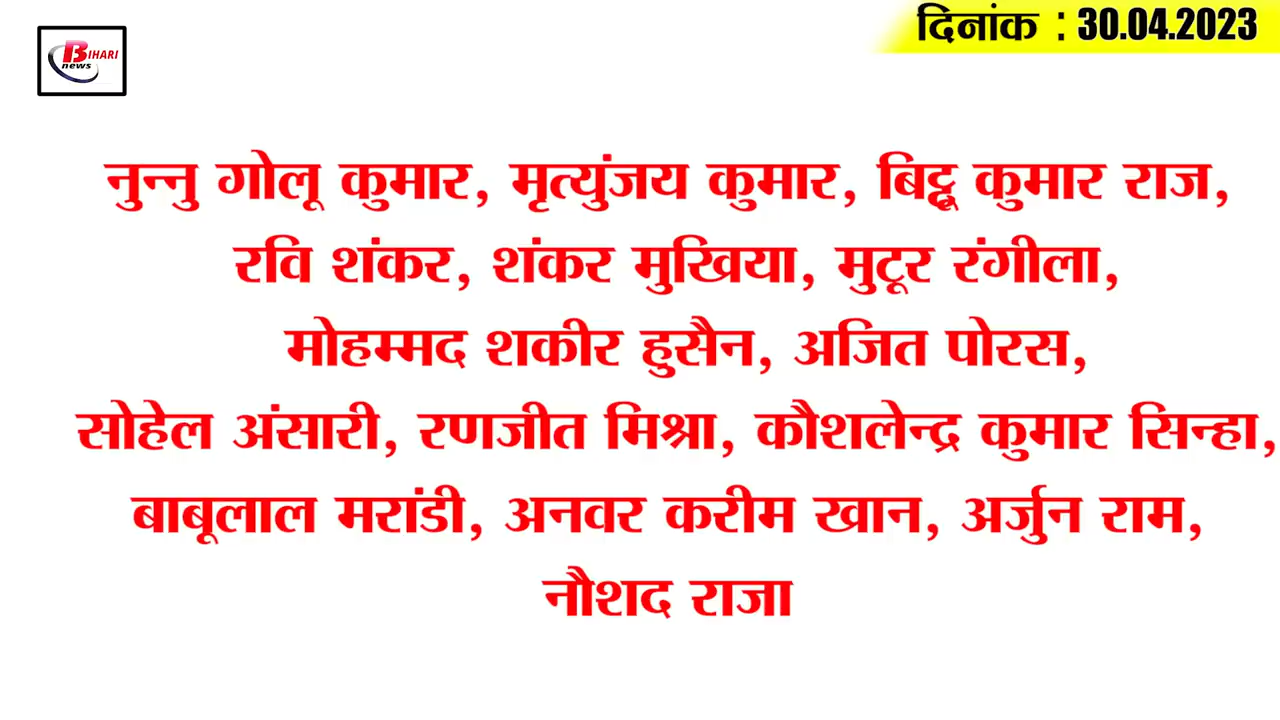 BIHARI
news
दिनांक : 30.04.2023
नुन्नु गोलू कुमार, मृत्युंजय कुमार, बिट्टू कुमार राज,
रवि शंकर, शंकर मुखिया, मुटूर रंगीला,
मोहम्मद शकीर हुसैन, अजित पोरस,
सोहेल अंसारी, रणजीत मिश्रा, कौशलेन्द्र कुमार सिन्हा,
बाबूलाल मरांडी, अनवर करीम खान, अर्जुन राम,
नौशद राजा